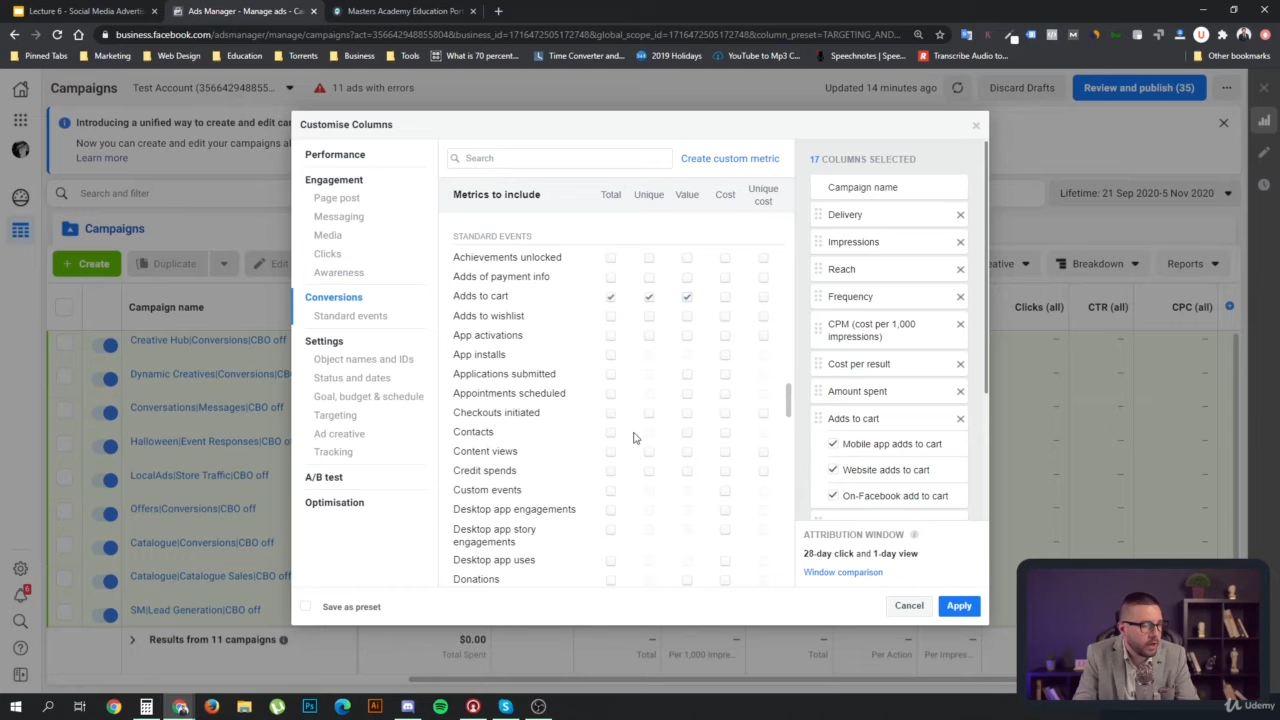 Lecture 6 - Social Media Adverti
Ads Manager - Manage ads - Ca
Masters Academy Education Port
business.facebook.com/adsmanager/manage/campaigns?act=356642948855804&business_id=171647250517274８&global_scope_id=1716472505172748&column_preset=TARGETING_AND...
Pinned Tabs
Marketing
Web Design
Education
Torrents
Business
Tools
What is 70 percent...
Time Converter and...
2019 Holidays
YouTube to Mp3 C...
Speechnotes | Spee...
Transcribe Audio to...
Other bookmarks
Campaigns
Test Account (356642948855...
11 ads with errors
Updated 14 minutes ago
Discard Drafts
Review and publish (35)
Introducing a unified way to create and edit car
Now you can create and edit your campaigns al
Learn more
Search and filter
Lifetime: 21 Sep 2020-5 Nov 2020
Campaigns
+ Create
Duplicate
Edit
eative
Breakdown
Reports
Campaign name
Clicks (all)
CTR (all)
CPC (all)
Creative Hub|Conversions|CBO off
Dynamic Creatives|Conversions|CB
Conversations|Messages|CBO off
Halloween|Event Responses|CBO off
LocalAds|Store Traffic|CBO off
Offers|Conversions|CBO off
Catalogue|Conversions|CBO off
Catalogue|Catalogue Sales|CBO off
SM|Lead Generation|CBO off
Results from 11 campaigns
$0.00
Total Spent
Total
Per 1,000 Impre...
Total
Per Action
Per Impres...
Customise Columns
Performance
Engagement
Page post
Messaging
Media
Clicks
Awareness
Conversions
Standard events
Settings
Object names and IDs
Status and dates
Goal, budget & schedule
Targeting
Ad creative
Tracking
A/B test
Optimisation
Search
Create custom metric
Metrics to include
Total
Unique
Value
Cost
Unique cost
STANDARD EVENTS
Achievements unlocked
Adds of payment info
Adds to cart
Adds to wishlist
App activations
App installs
Applications submitted
Appointments scheduled
Checkouts initiated
Contacts
Content views
Credit spends
Custom events
Desktop app engagements
Desktop app story
engagements
Desktop app uses
Donations
17 COLUMNS SELECTED
Campaign name
Delivery
Impressions
Reach
Frequency
CPM (cost per 1,000
impressions)
Cost per result
Amount spent
Adds to cart
Mobile app adds to cart
Website adds to cart
On-Facebook add to cart
ATTRIBUTION WINDOW
28-day click and 1-day view
Window comparison
Save as preset
Cancel
Apply
Udemy